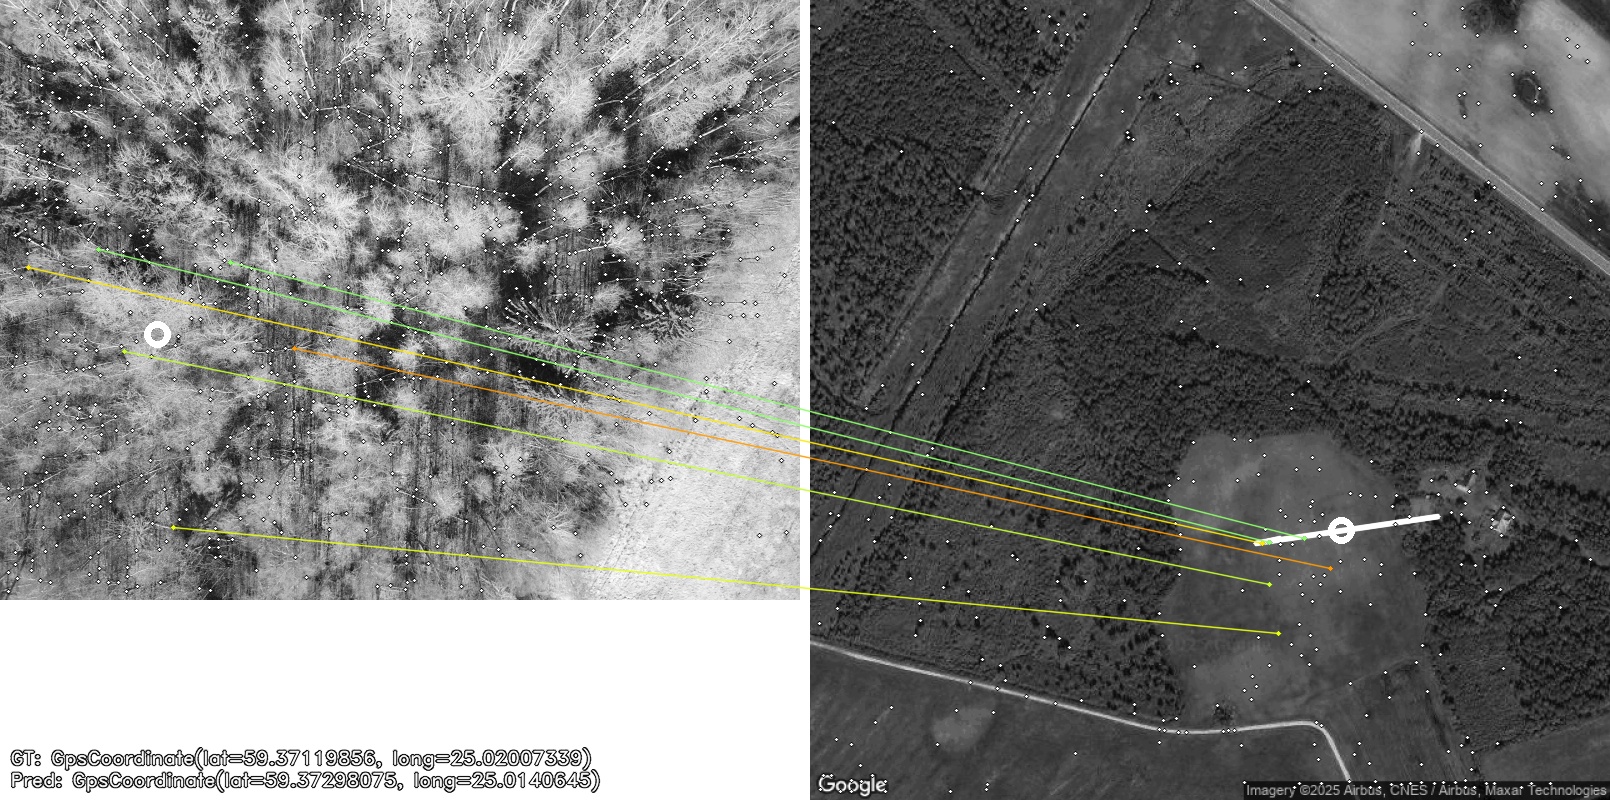 GT: GpsCoordinate(lat=59.37119856, long=25.02007339)
Pred: GpsCoordinate(lat=59.37298075, long=25.0140645)
Google
Imagery ©2025 Airbus, CNES / Airbus, Maxar Technologies